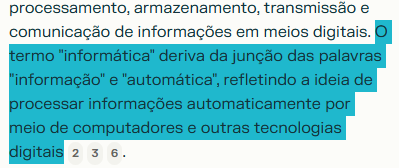 processamento, armazenamento, transmissão e
comunicação de informações em meios digitais. O
termo "informática" deriva da junção das palavras
"informação" e "automática", refletindo a ideia de
processar informações automaticamente por
meio de computadores e outras tecnologias
digitais 2 3 6 .